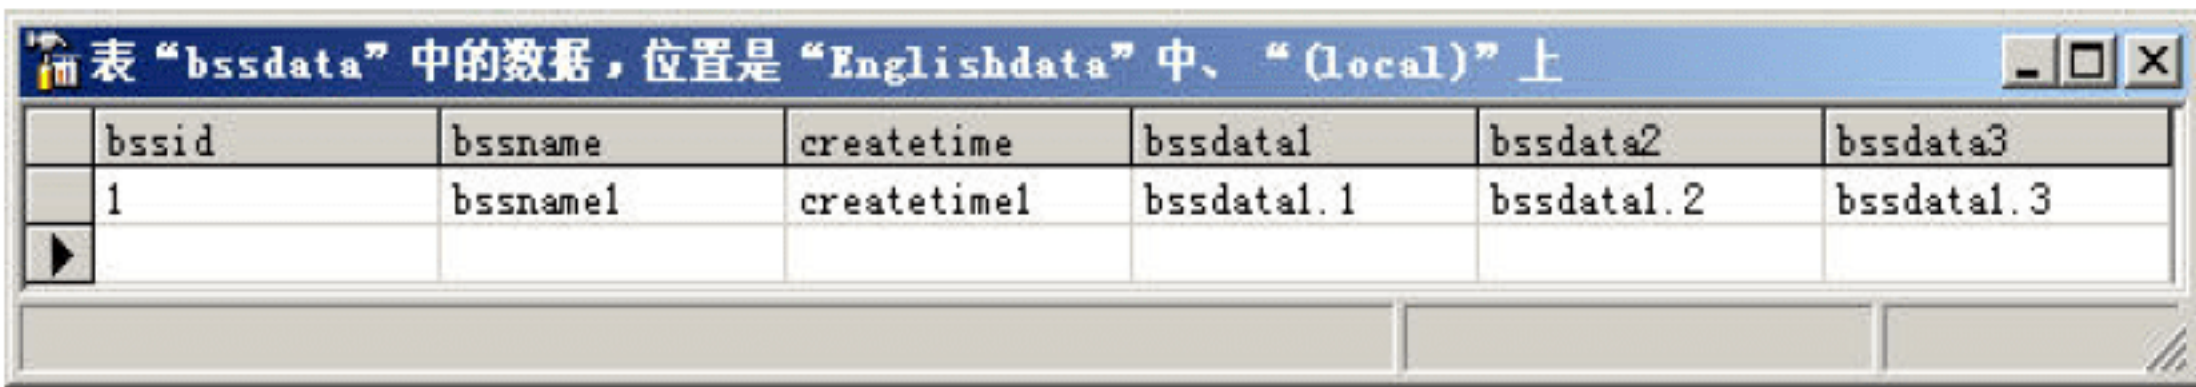 表“bssdata”中的数据，位置是“Englishdata”中、“(local)”上
bssid bssname createtime bssdata1 bssdata2 bssdata3
1 bssname1 createtime1 bssdata1.1 bssdata1.2 bssdata1.3